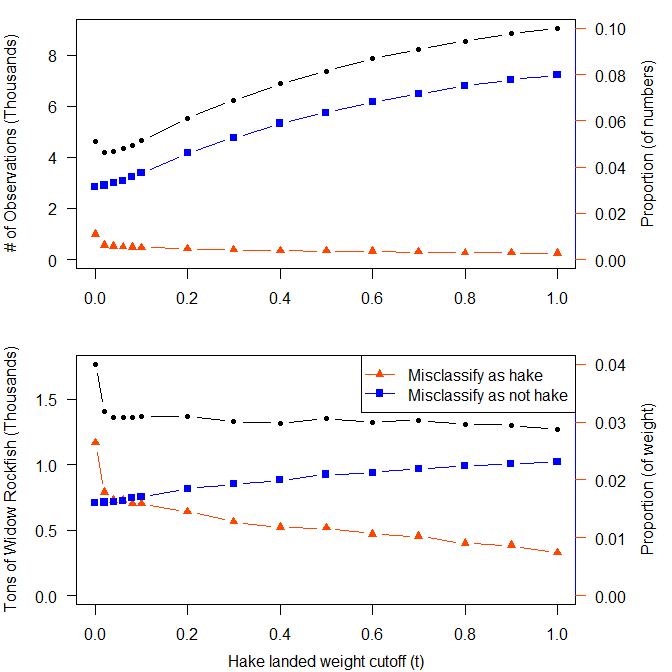 # of Observations (Thousands)
8
6
4
2
0
0.10
0.08
0.06
0.04
0.02
0.00
Proportion (of numbers)
0.0 0.2 0.4 0.6 0.8 1.0
Tons of Widow Rockfish (Thousands)
1.5
1.0
0.5
0.0
Misclassify as hake
Misclassify as not hake
0.04
0.03
0.02
0.01
0.00
Proportion (of weight)
0.0 0.2 0.4 0.6 0.8 1.0
Hake landed weight cutoff (t)